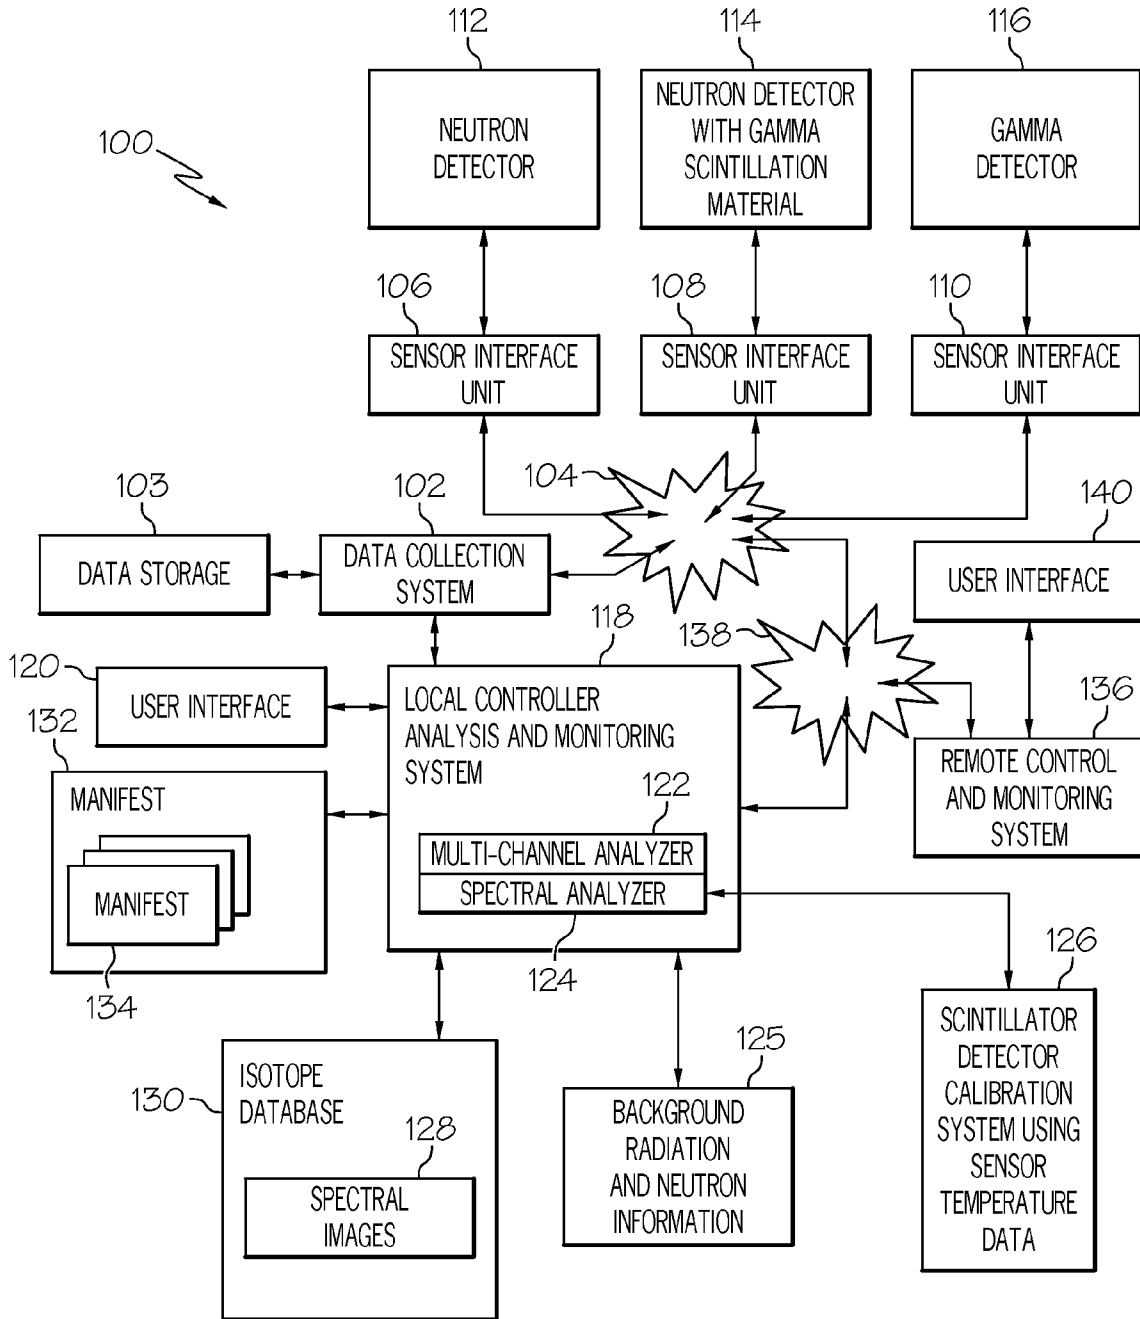 112
114
116
100
NEUTRON
DETECTOR
NEUTRON DETECTOR
WITH GAMMA
SCINTILLATION
MATERIAL
GAMMA
DETECTOR
106
108
110
SENSOR INTERFACE
UNIT
SENSOR INTERFACE
UNIT
SENSOR INTERFACE
UNIT
104
103
102
140
DATA STORAGE
DATA COLLECTION
SYSTEM
USER INTERFACE
118
138
120
USER INTERFACE
LOCAL CONTROLLER
ANALYSIS AND MONITORING
SYSTEM
136
132
REMOTE CONTROL
AND MONITORING
SYSTEM
MANIFEST
122
MULTI-CHANNEL ANALYZER
SPECTRAL ANALYZER
MANIFEST
134
124
126
SCINTILLATOR
DETECTOR
CALIBRATION
SYSTEM USING
SENSOR
TEMPERATURE
DATA
125
130
ISOTOPE
DATABASE
BACKGROUND
RADIATION
AND NEUTRON
INFORMATION
128
SPECTRAL
IMAGES